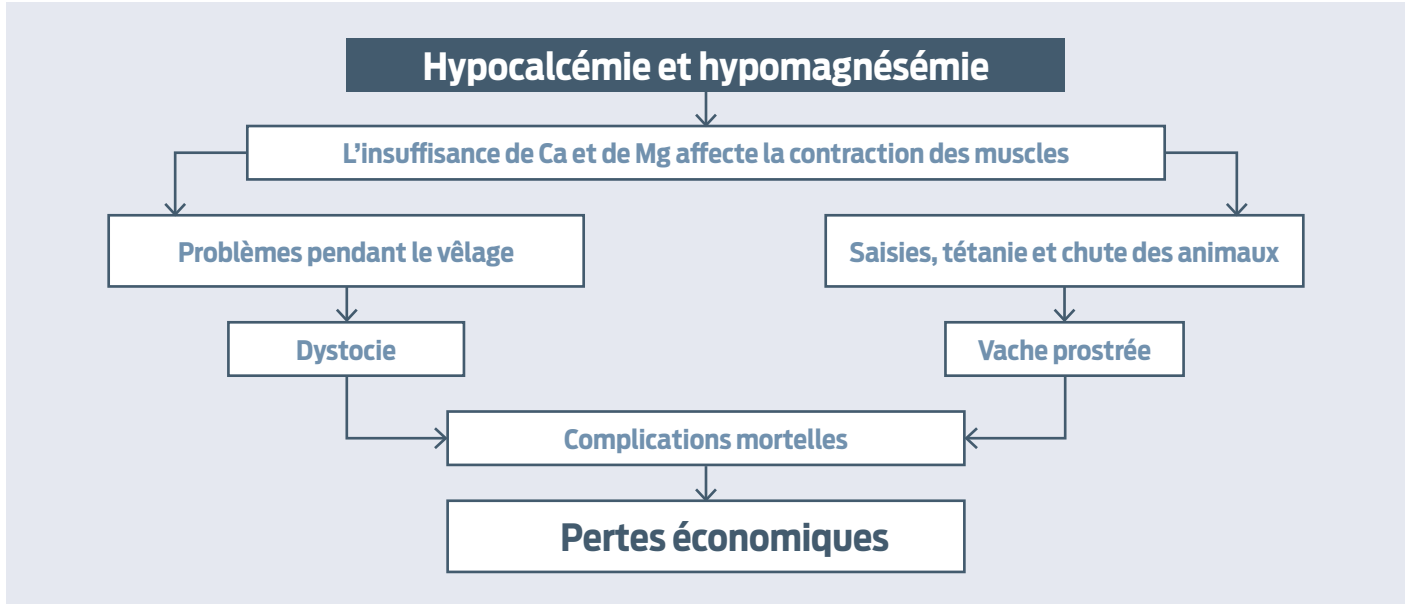 Hypocalcémie et hypomagnésémie
L’insuffisance de Ca et de Mg affecte la contraction des muscles
Problèmes pendant le vêlage
Saisies, tétanie et chute des animaux
Dystocie
Vache prostrée
Complications mortelles
Pertes économiques